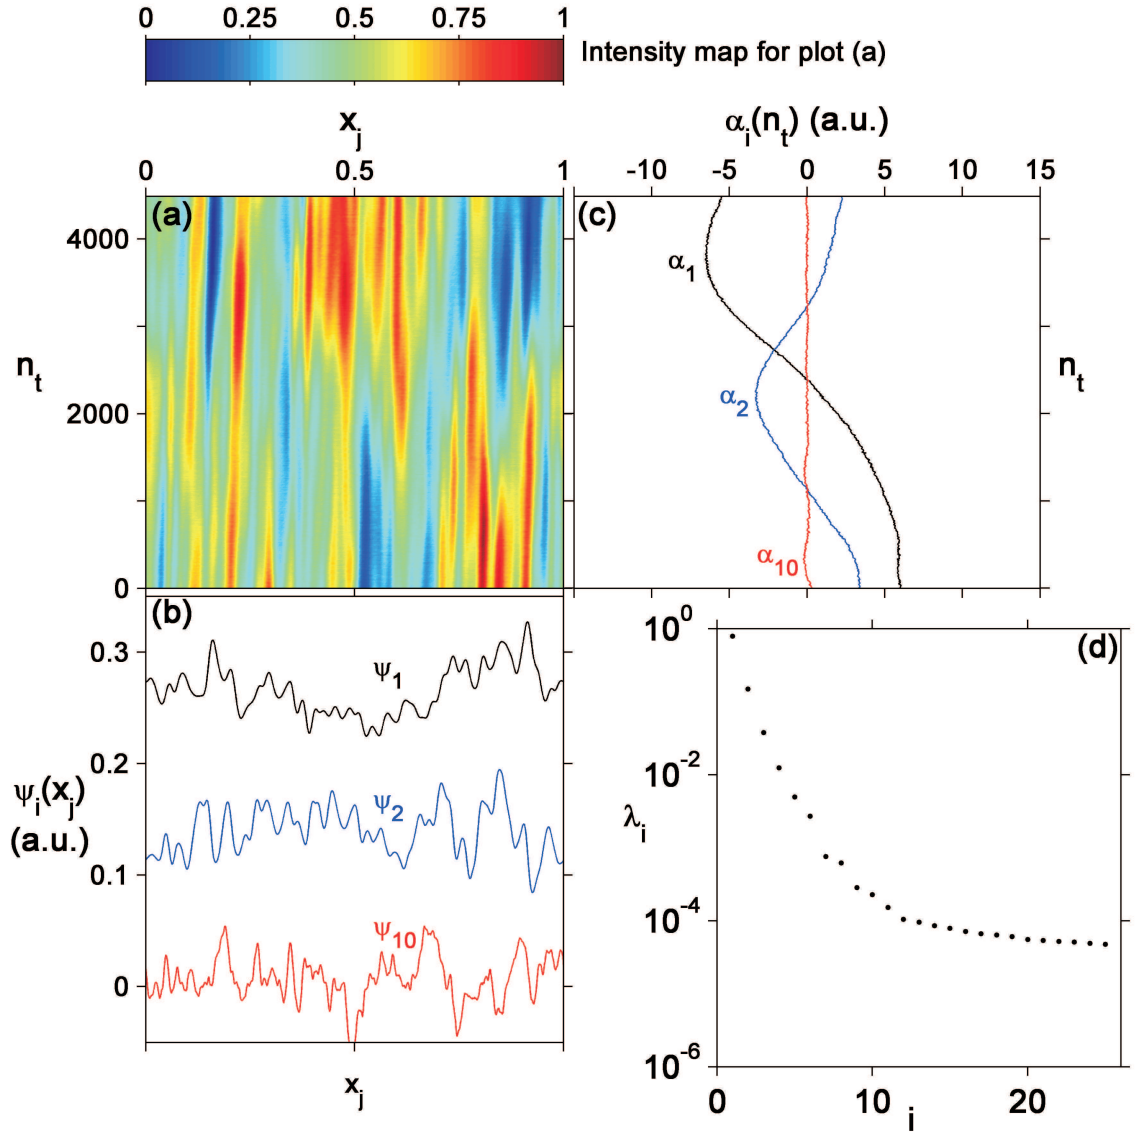 0 0.25 0.5 0.75 1
Intensity map for plot (a)
x_j
0 0.5 1
(a)
4000
n_t
2000
0
α_i(n_t) (a.u.)
-10 -5 0 5 10 15
(c)
α_1
α_2
α_10
n_t
(b)
0.3
0.2
ψ_i(x_j)
(a.u.)
0.1
0
ψ_1
ψ_2
ψ_10
x_j
(d)
10^0
10^-2
λ_i
10^-4
10^-6
0 10 20
i